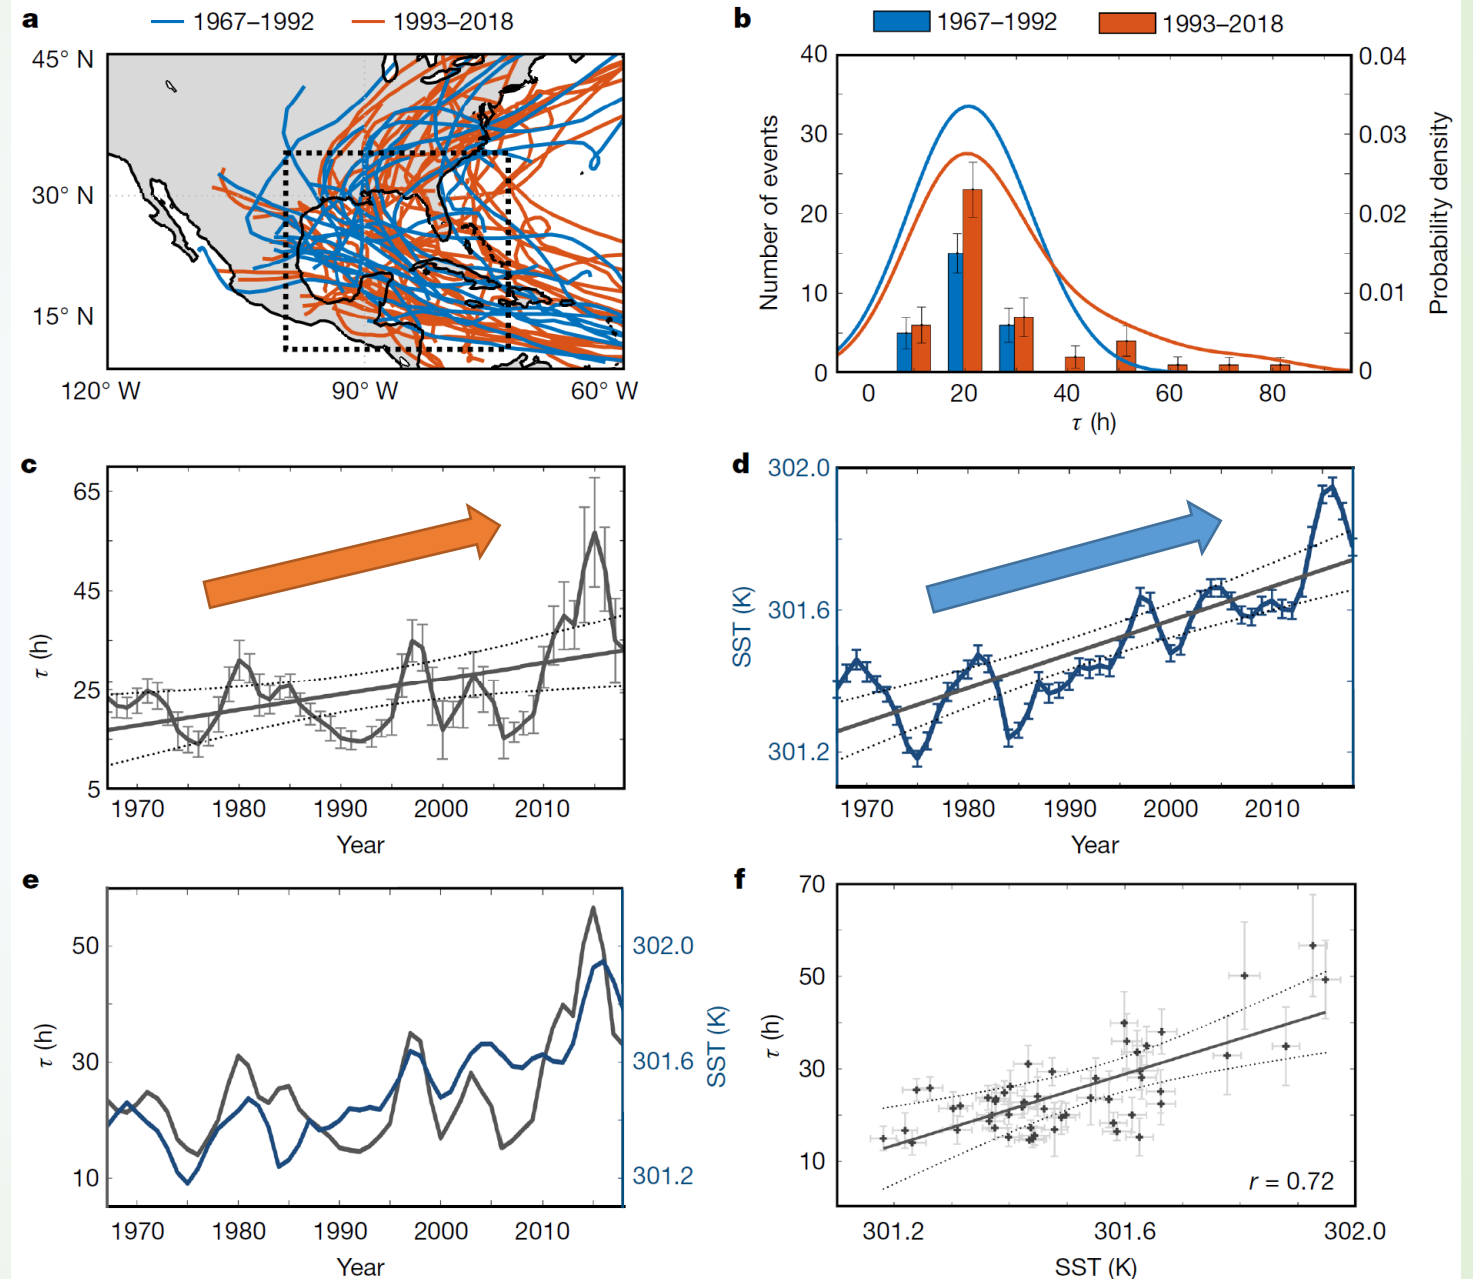 a
1967–1992
1993–2018
45° N
30° N
15° N
120° W
90° W
60° W
b
1967–1992
1993–2018
40
30
20
10
0
Number of events
0.04
0.03
0.02
0.01
0
Probability density
0
20
40
60
80
τ (h)
c
65
45
25
5
τ (h)
1970
1980
1990
2000
2010
Year
d
302.0
301.6
301.2
SST (K)
1970
1980
1990
2000
2010
Year
e
50
30
10
τ (h)
302.0
301.6
301.2
SST (K)
1970
1980
1990
2000
2010
Year
f
70
50
30
10
τ (h)
r = 0.72
301.2
301.6
302.0
SST (K)